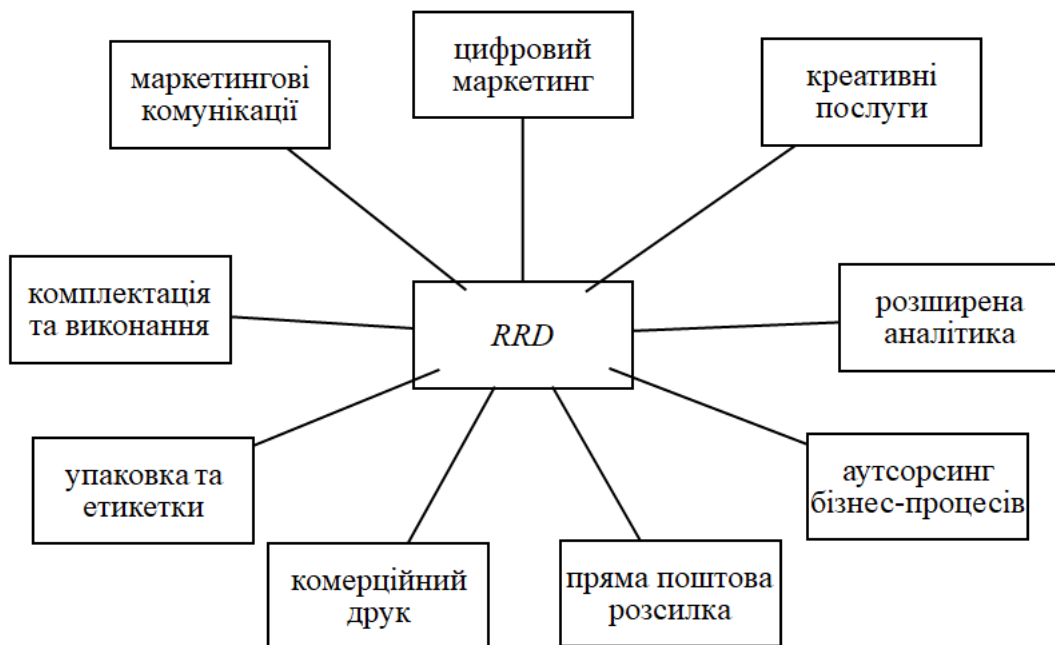 цифровий
маркетинг
маркетингові
комунікації
креативні
послуги
комплектація
та виконання
RRD
розширена
аналітика
упаковка та
етикетки
аутсорсинг
бізнес-процесів
комерційний
друк
пряма поштова
розсилка